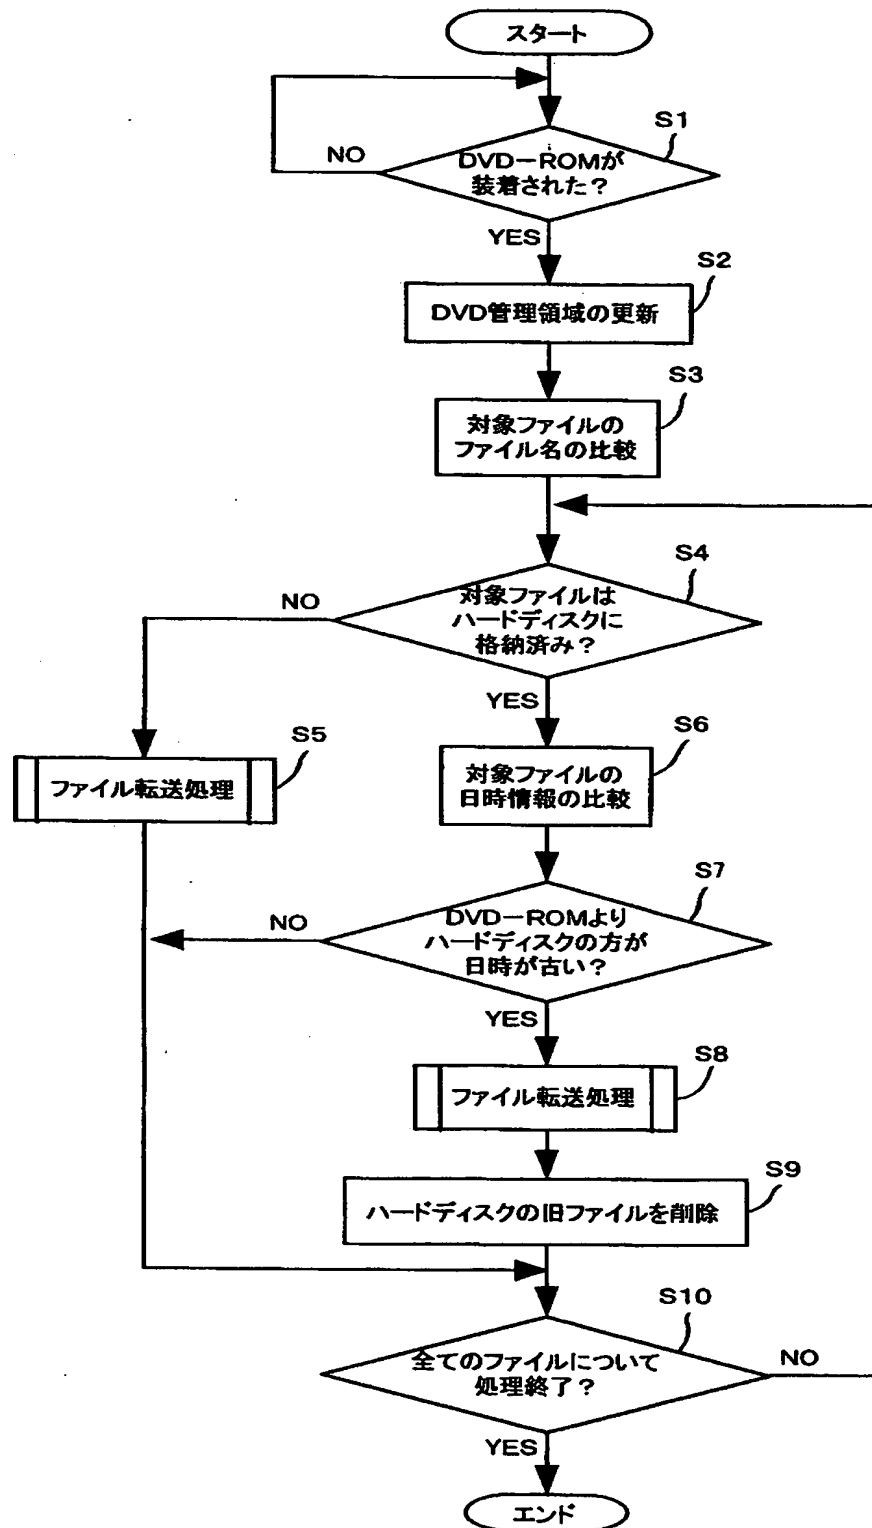 スタート
S1
DVD-ROMが
装着された?
NO
YES
S2
DVD管理領域の更新
S3
対象ファイルの
ファイル名の比較
S4
対象ファイルは
ハードディスクに
格納済み?
NO
YES
S5
ファイル転送処理
S6
対象ファイルの
日時情報の比較
S7
DVD-ROMより
ハードディスクの方が
日時が古い?
NO
YES
S8
ファイル転送処理
S9
ハードディスクの旧ファイルを削除
S10
全てのファイルについて
処理終了?
NO
YES
エンド